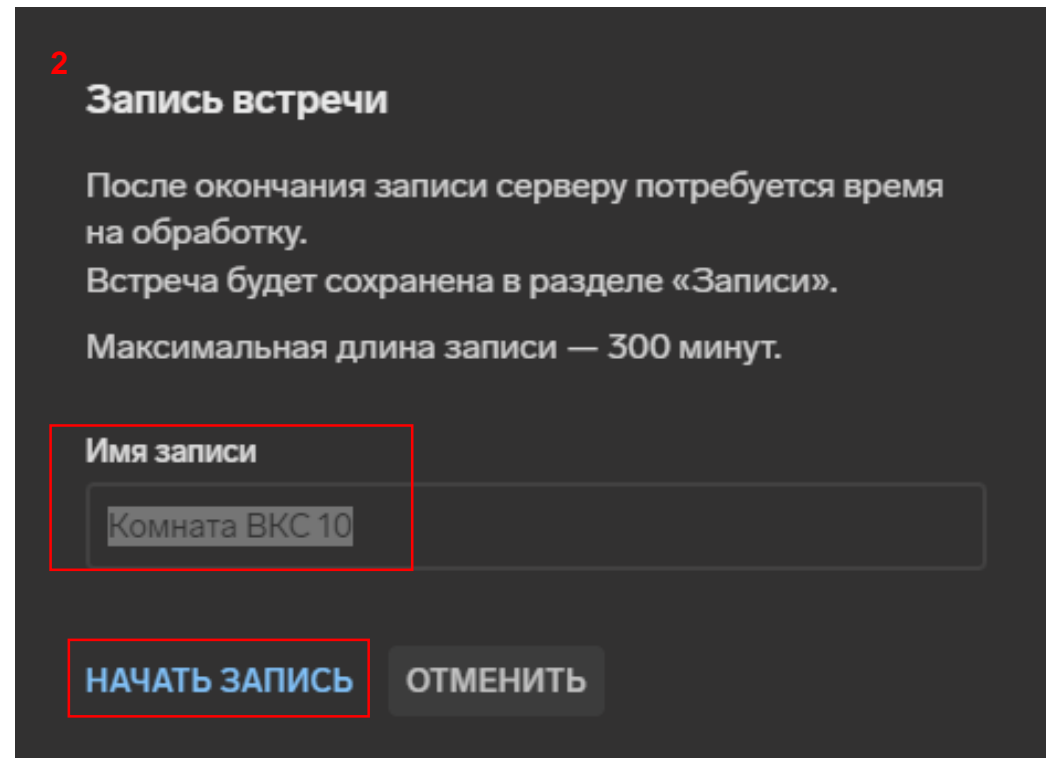 2
Запись встречи
После окончания записи серверу потребуется время
на обработку.
Встреча будет сохранена в разделе «Записи».
Максимальная длина записи — 300 минут.
Имя записи
Комната ВКС 10
НАЧАТЬ ЗАПИСЬ ОТМЕНИТЬ